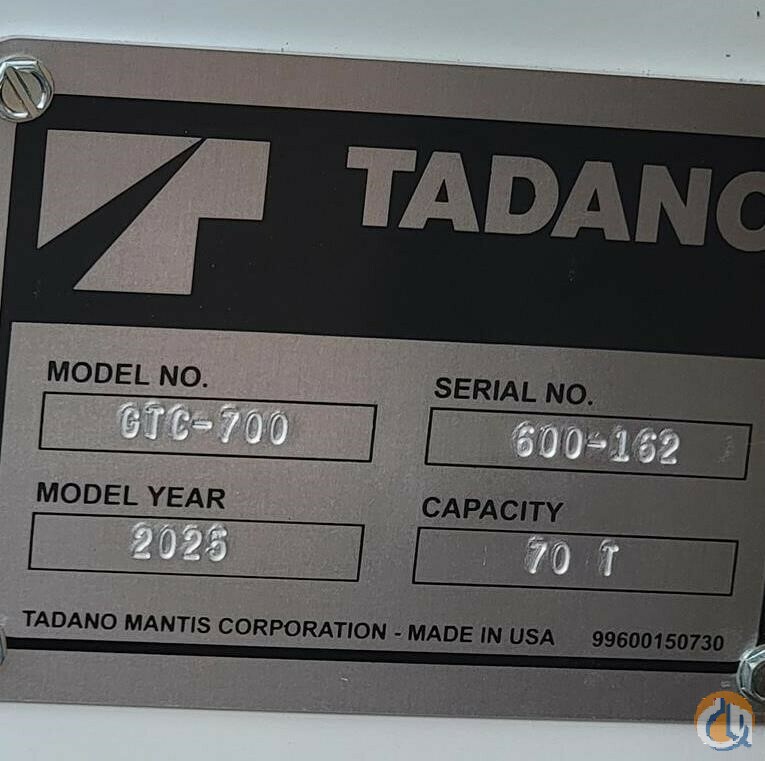 TADANO
MODEL NO.
GTC-700
SERIAL NO.
600-162
MODEL YEAR
2025
CAPACITY
70 T
TADANO MANTIS CORPORATION - MADE IN USA 99600150730